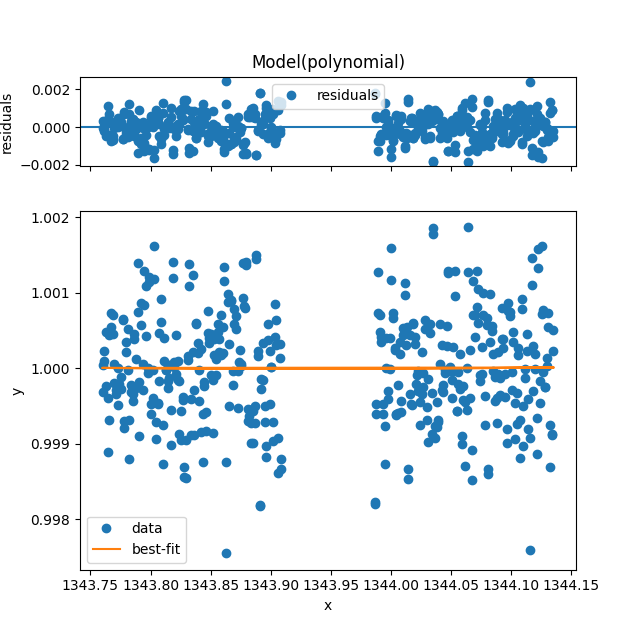 Model(polynomial)
0.002
0.000
−0.002
residuals
residuals
1.002
1.001
1.000
0.999
0.998
y
data
best-fit
1343.75 1343.80 1343.85 1343.90 1343.95 1344.00 1344.05 1344.10 1344.15
x